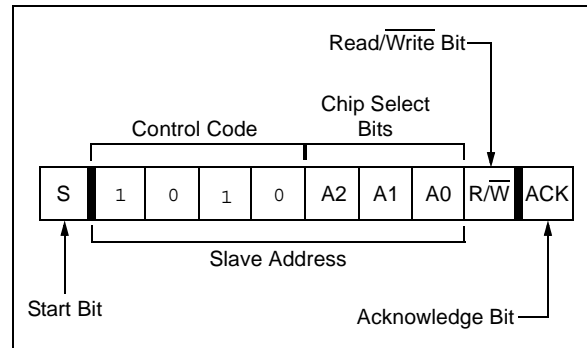 Read/Write Bit
Chip Select
Bits
Control Code
S 1 0 1 0 A2 A1 A0 R/W ACK
Slave Address
Start Bit
Acknowledge Bit